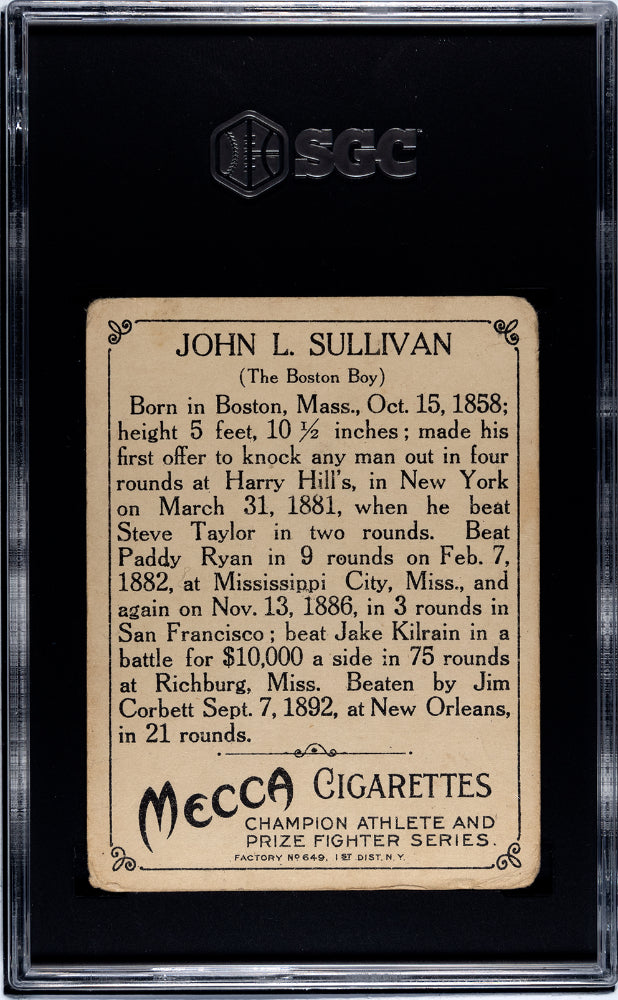 SGC
JOHN L. SULLIVAN
(The Boston Boy)
Born in Boston, Mass., Oct. 15, 1858;
height 5 feet, 10 ½ inches; made his
first offer to knock any man out in four
rounds at Harry Hill's, in New York
on March 31, 1881, when he beat
Steve Taylor in two rounds. Beat
Paddy Ryan in 9 rounds on Feb. 7,
1882, at Mississippi City, Miss., and
again on Nov. 13, 1886, in 3 rounds in
San Francisco; beat Jake Kilrain in a
battle for $10,000 a side in 75 rounds
at Richburg, Miss. Beaten by Jim
Corbett Sept. 7, 1892, at New Orleans,
in 21 rounds.
MECCA CIGARETTES
CHAMPION ATHLETE AND
PRIZE FIGHTER SERIES.
FACTORY Nº 649, 1ST DIST. N.Y.